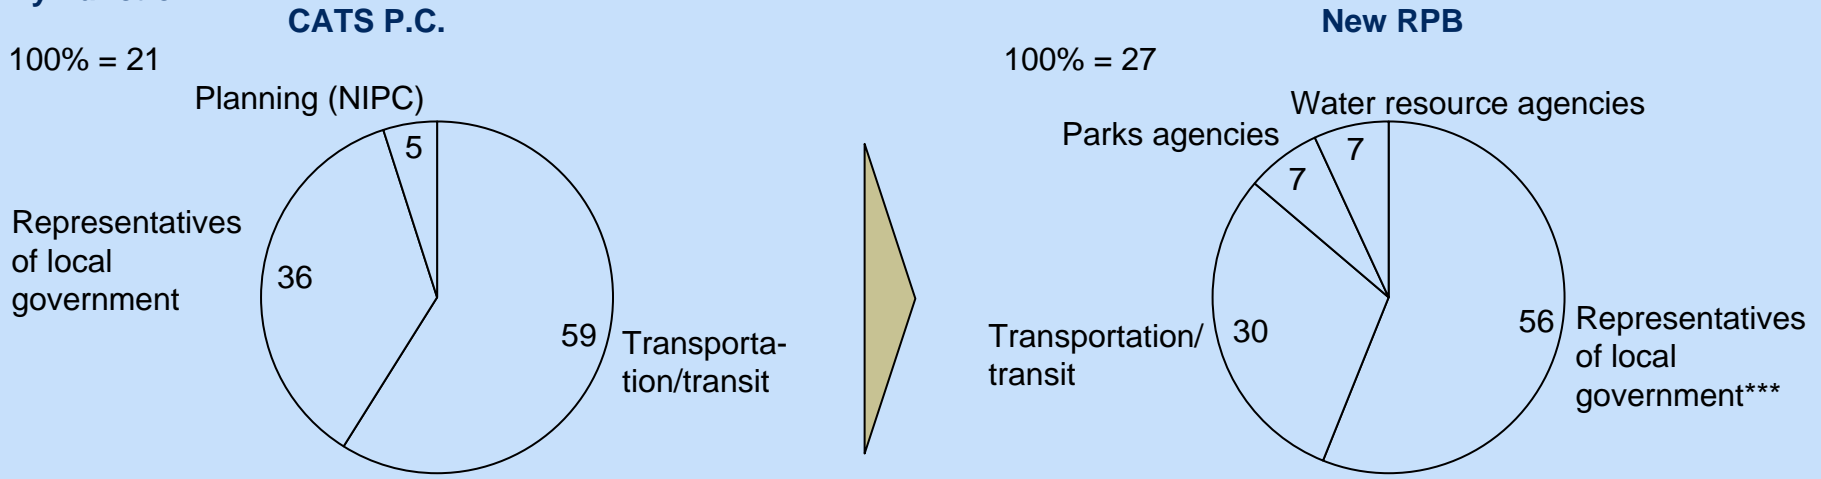 CATS P.C.
100% = 21
Planning (NIPC)
5
Representatives
of local
government
36
59
Transporta-
tion/transit
New RPB
100% = 27
Water resource agencies
Parks agencies
7
7
Transportation/
transit
30
56
Representatives
of local
government***